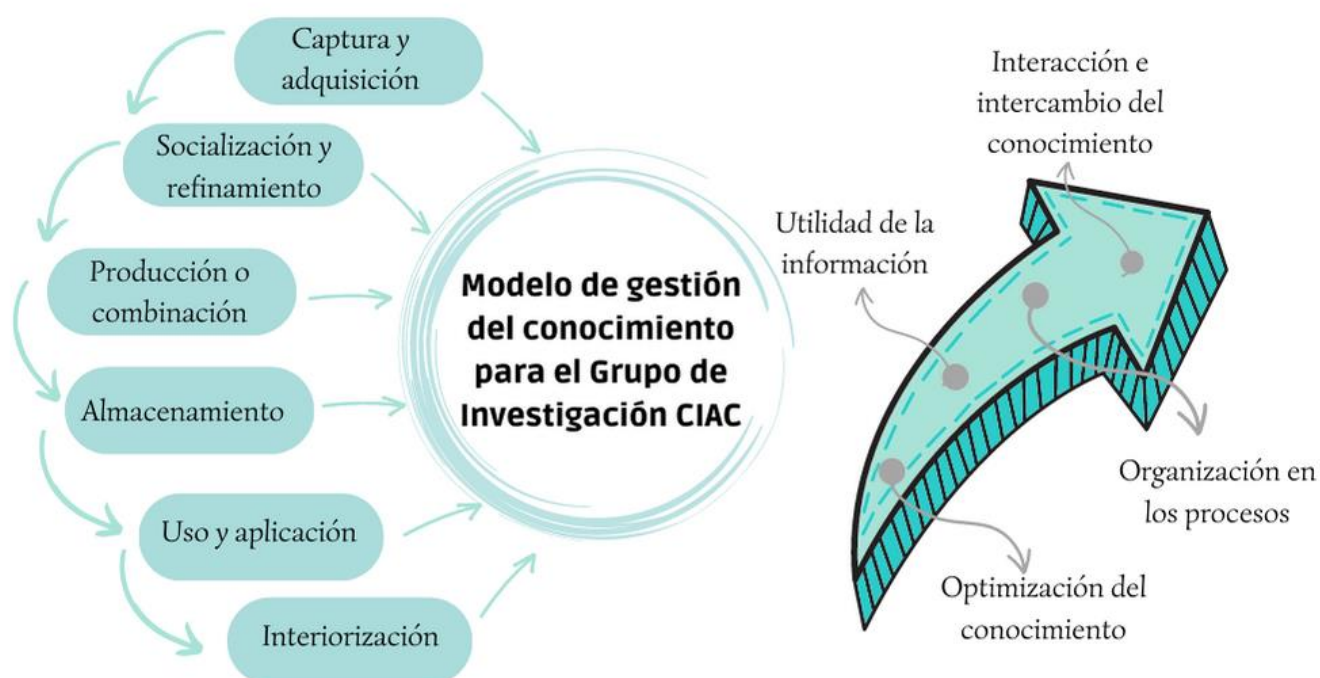 Captura y
adquisición
Socialización y
refinamiento
Producción o
combinación
Almacenamiento
Uso y aplicación
Interiorización
Modelo de gestión
del conocimiento
para el Grupo de
Investigación CIAC
Interacción e
intercambio del
conocimiento
Utilidad de la
información
Organización en
los procesos
Optimización del
conocimiento